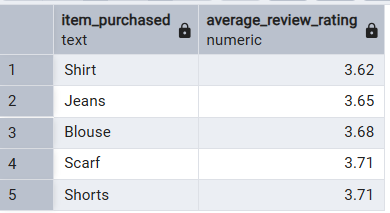 item_purchased average_review_rating
text numeric
1 Shirt 3.62
2 Jeans 3.65
3 Blouse 3.68
4 Scarf 3.71
5 Shorts 3.71